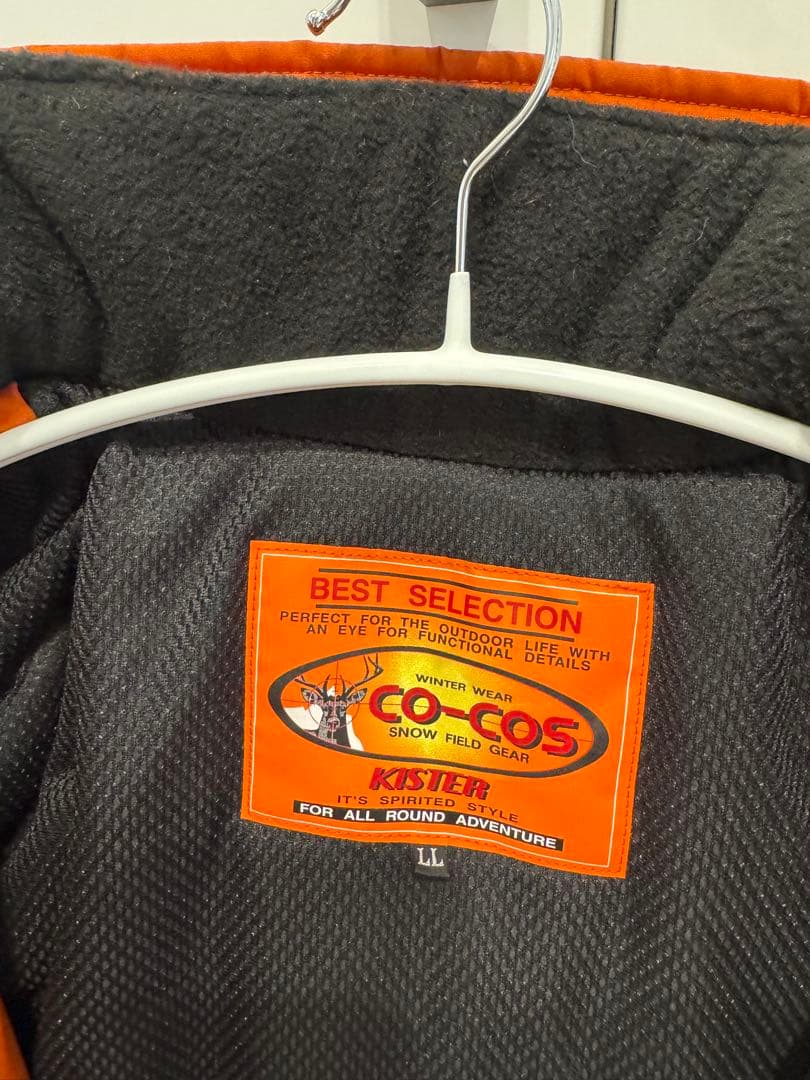 BEST SELECTION
PERFECT FOR THE OUTDOOR LIFE WITH
AN EYE FOR FUNCTIONAL DETAILS
WINTER WEAR
CO-COS
SNOW FIELD GEAR
KISTER
IT'S SPIRITED STYLE
FOR ALL ROUND ADVENTURE
LL